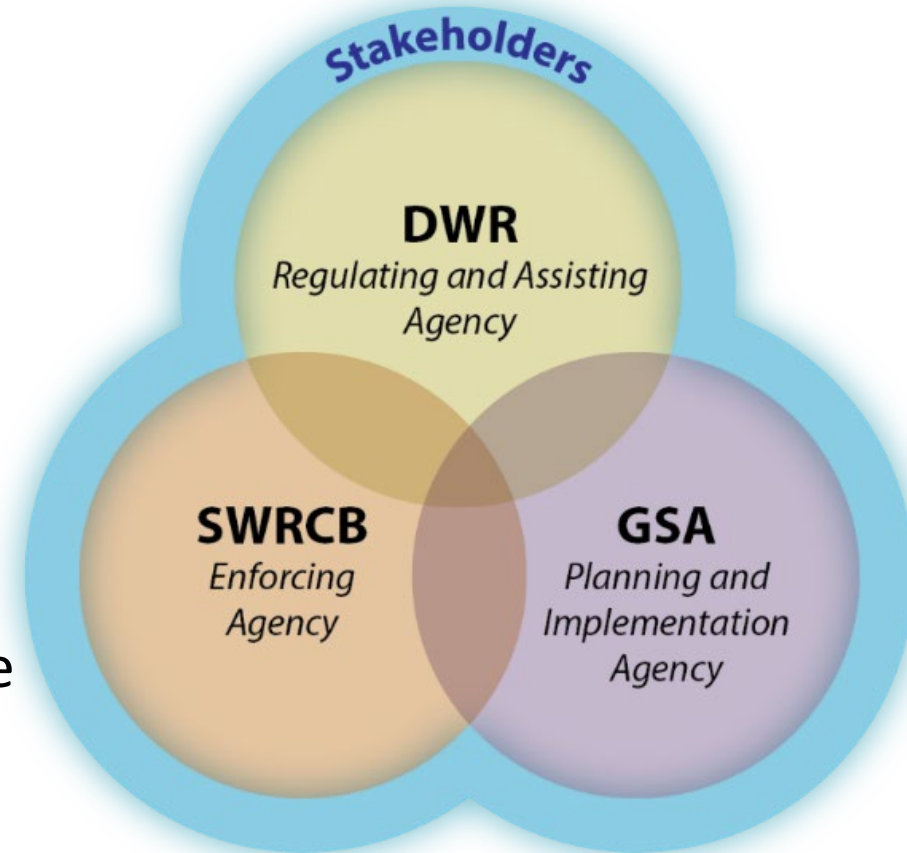 Stakeholders
DWR
Regulating and Assisting
Agency
SWRCB
Enforcing
Agency
GSA
Planning and
Implementation
Agency
e